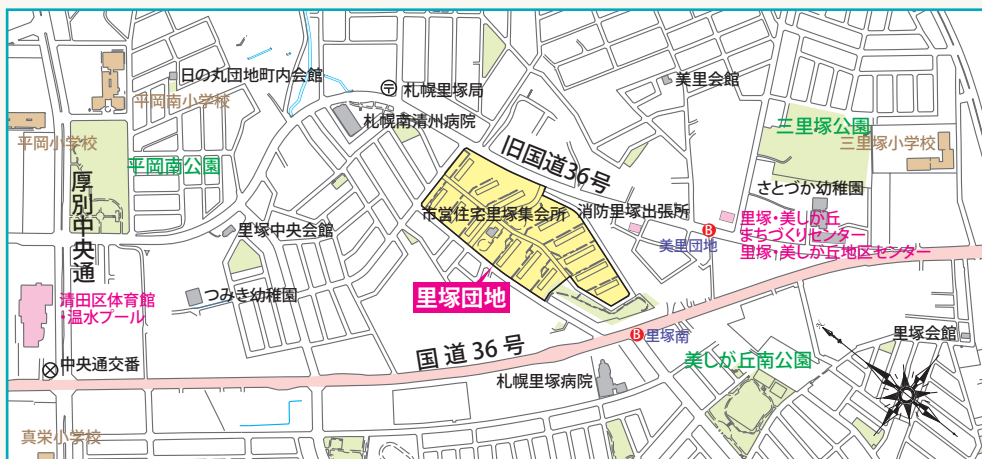 日の丸団地町内会館
平岡南小学校
平岡小学校
平岡南公園
厚別中央通
〒
札幌里塚局
札幌南清州病院
美里会館
三里塚公園
三里塚小学校
旧国道36号
さとづか幼稚園
市営住宅里塚集会所
消防里塚出張所
B
美里団地
里塚・美しが丘
まちづくりセンター
里塚・美しが丘地区センター
里塚中央会館
つみき幼稚園
清田区体育館
・温水プール
里塚団地
中央通交番
国道36号
B
里塚南
里塚会館
札幌里塚病院
美しが丘南公園
真栄小学校